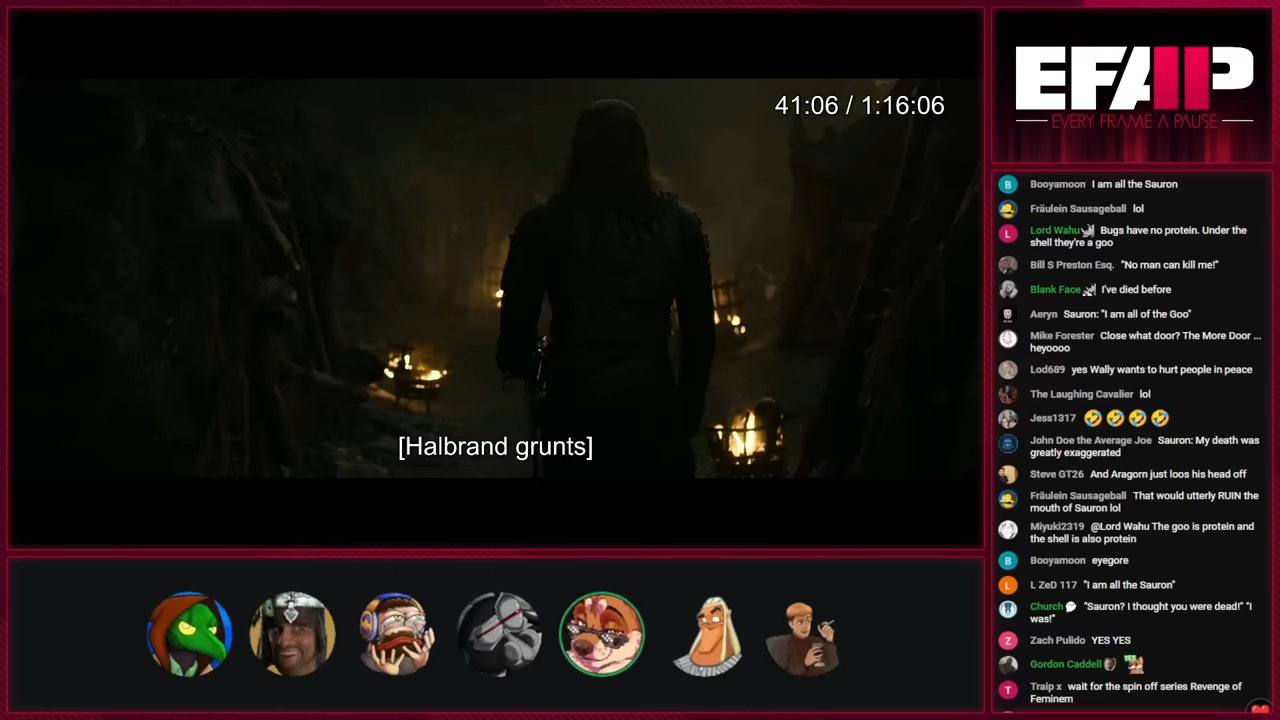 41:06 / 1:16:06
[Halbrand grunts]
EFAP
EVERY FRAME A PAUSE
B Booyamoon I am all the Sauron
Fräulein Sausageball lol
L Lord Wahu Bugs have no protein. Under the
shell they're a goo
Bill S Preston Esq. "No man can kill me!"
Blank Face I've died before
Aeryn Sauron: "I am all of the Goo"
Mike Forester Close what door? The More Door ...
heyoooo
Lod689 yes Wally wants to hurt people in peace
The Laughing Cavalier lol
Jess1317 🤣 🤣 🤣 🤣
John Doe the Average Joe Sauron: My death was
greatly exaggerated
Steve GT26 And Aragorn just loos his head off
Fräulein Sausageball That would utterly RUIN the
mouth of Sauron lol
Miyuki2319 @Lord Wahu The goo is protein and
the shell is also protein
B Booyamoon eyegore
L L ZeD 117 "I am all the Sauron"
Church "Sauron? I thought you were dead!" "I
was!"
Z Zach Pulido YES YES
Gordon Caddell YES
T Traip x wait for the spin off series Revenge of
Feminem